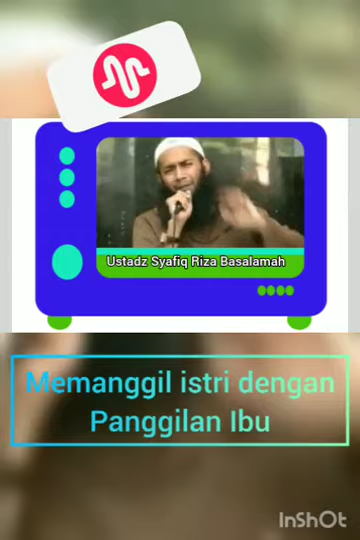 Ustadz Syafiq Riza Basalamah
Memanggil istri dengan
Panggilan Ibu
InShOt